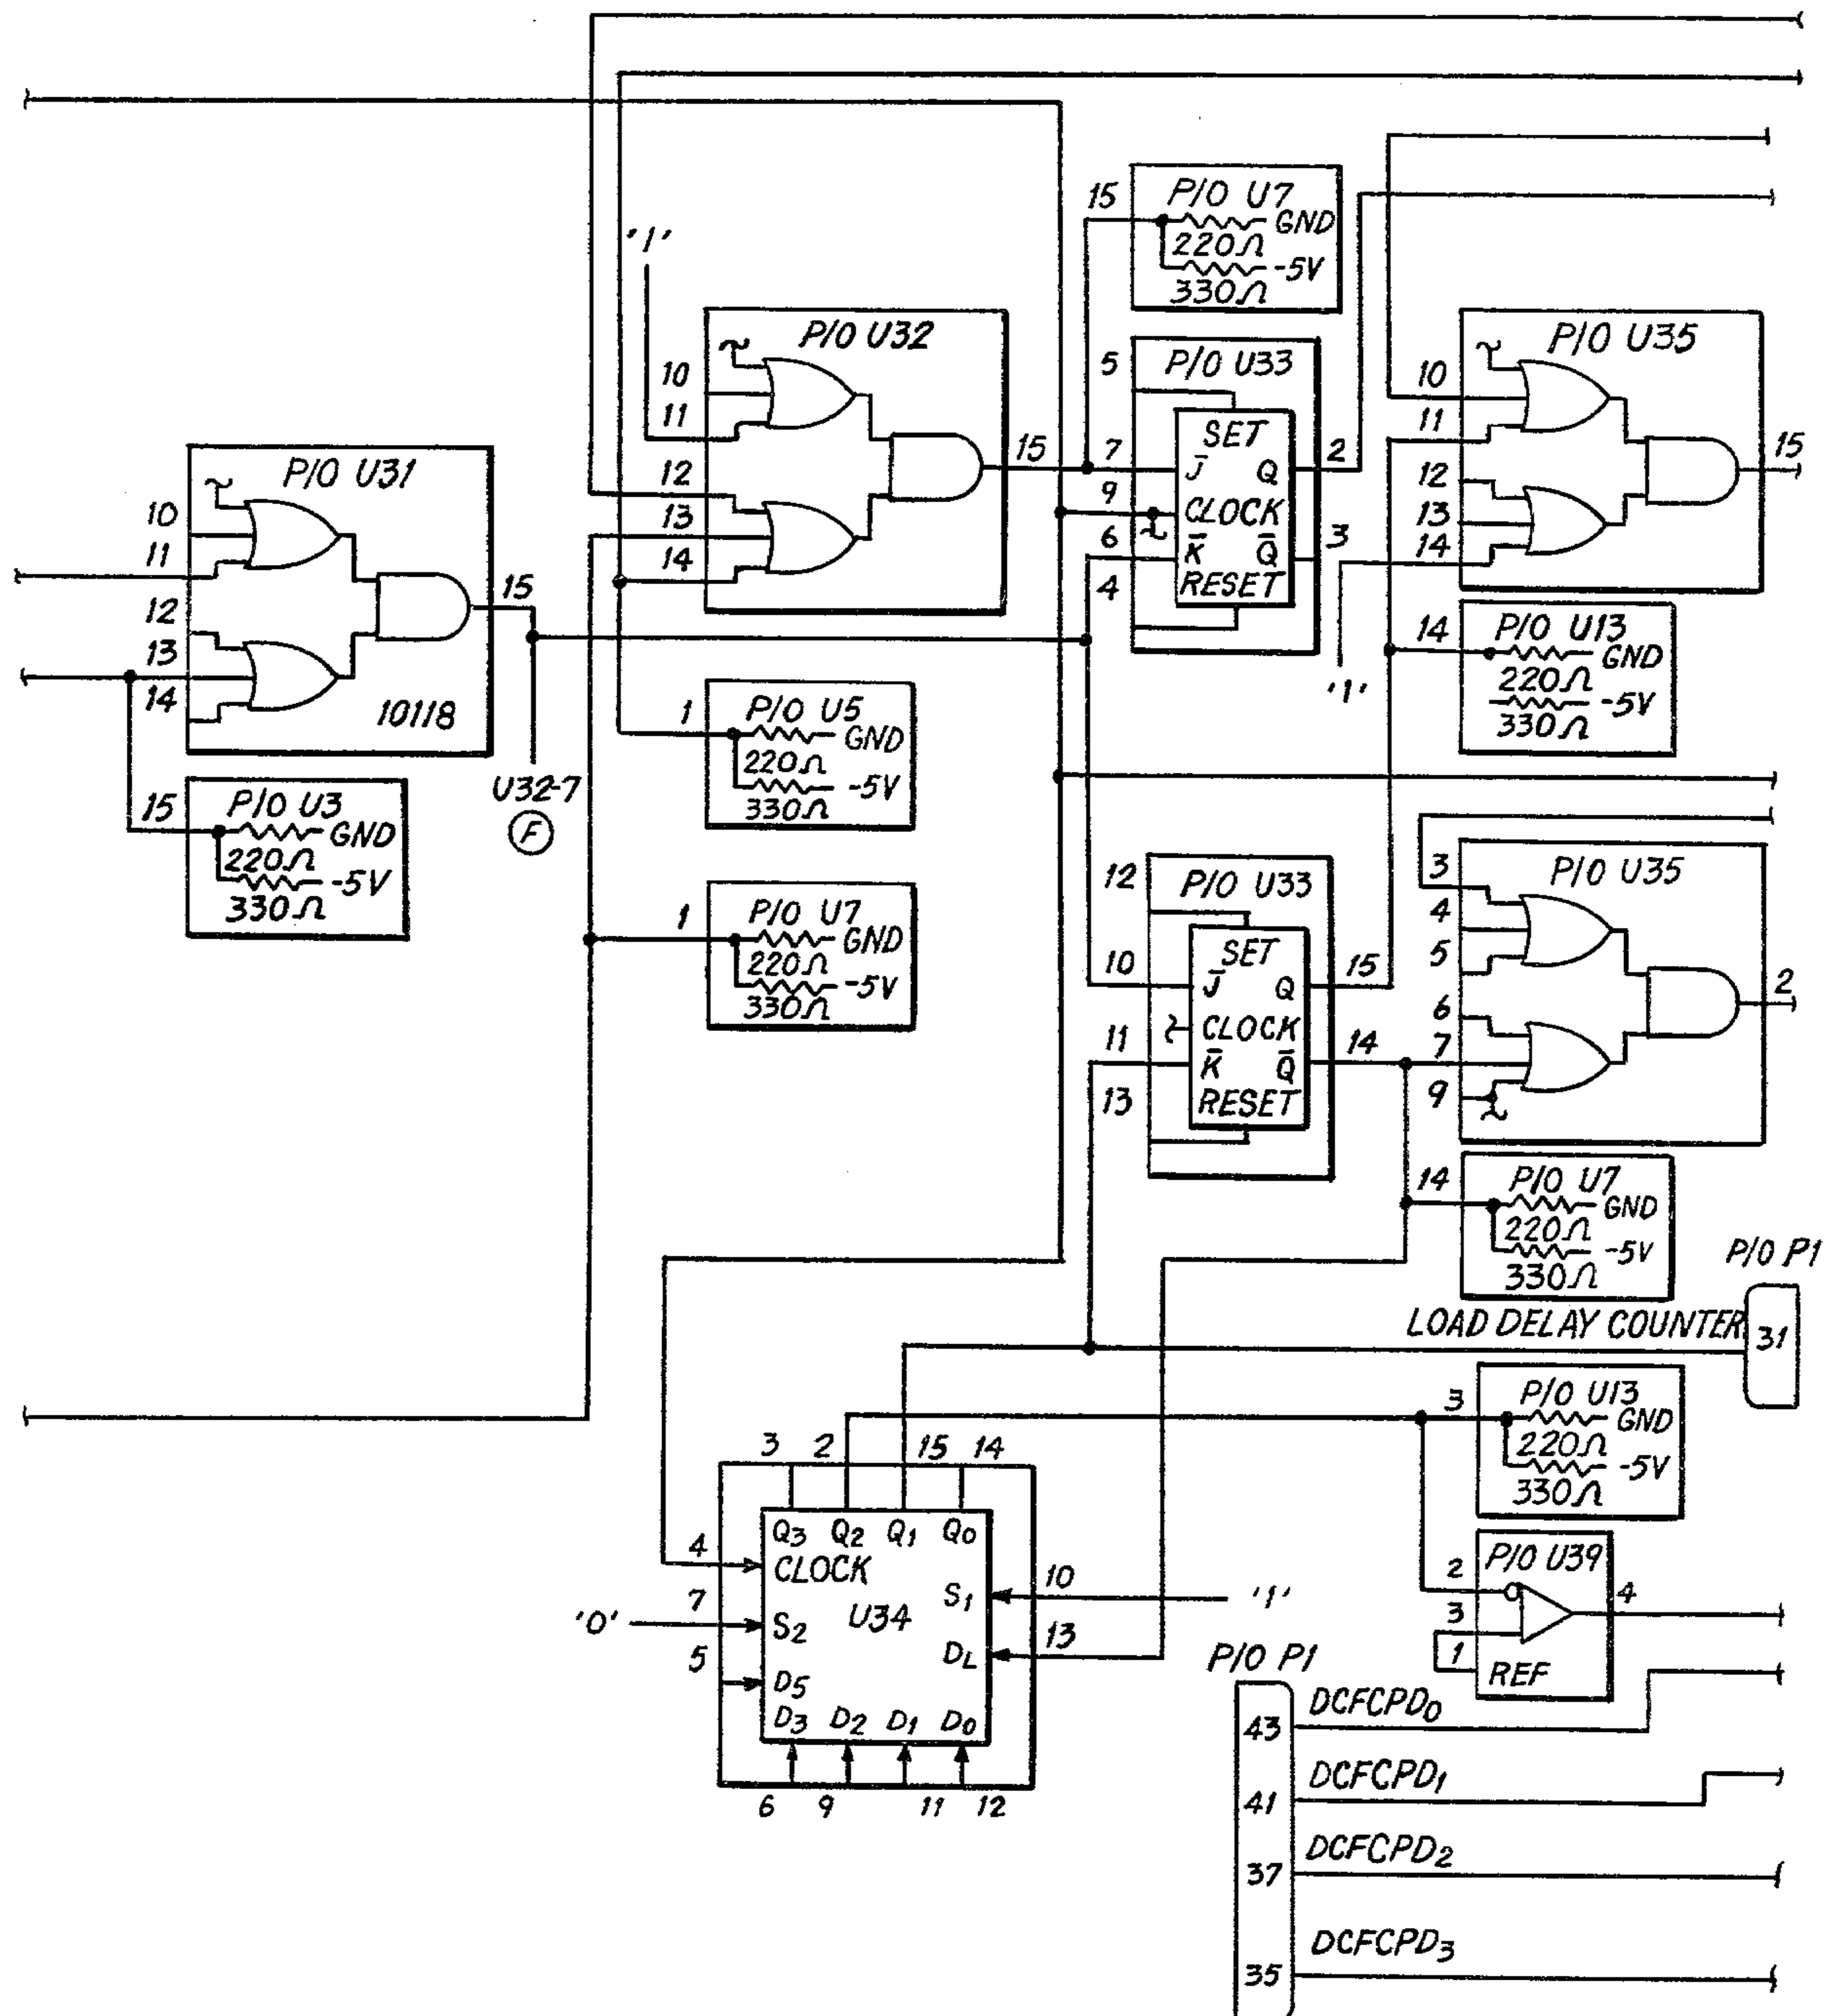 P/O U7
15
GND
220Ω
-5V
330Ω
'1'
P/O U32
10
11
12
13
14
15
P/O U33
5
7
9
6
4
SET
J̅ Q
CLOCK
K̅ Q̅
RESET
2
3
P/O U35
10
11
12
13
14
15
'1'
P/O U31
10
11
12
13
14
15
10118
U32-7
F
P/O U3
15
GND
220Ω
-5V
330Ω
P/O U5
1
GND
220Ω
-5V
330Ω
P/O U13
14
GND
220Ω
-5V
330Ω
P/O U7
1
GND
220Ω
-5V
330Ω
P/O U33
12
10
11
13
SET
J̅ Q
CLOCK
K̅ Q̅
RESET
15
14
P/O U35
3
4
5
6
7
9
2
P/O U7
14
GND
220Ω
-5V
330Ω
P/O P1
LOAD DELAY COUNTER
31
P/O U13
3
GND
220Ω
-5V
330Ω
3 2 15 14
Q3 Q2 Q1 Q0
4
CLOCK
7
'0'
S2
U34
S1
10
'1'
5
D5
DL
13
D3 D2 D1 D0
6 9 11 12
P/O U39
2
3
1
4
REF
P/O P1
43
DCFCPD0
41
DCFCPD1
37
DCFCPD2
35
DCFCPD3